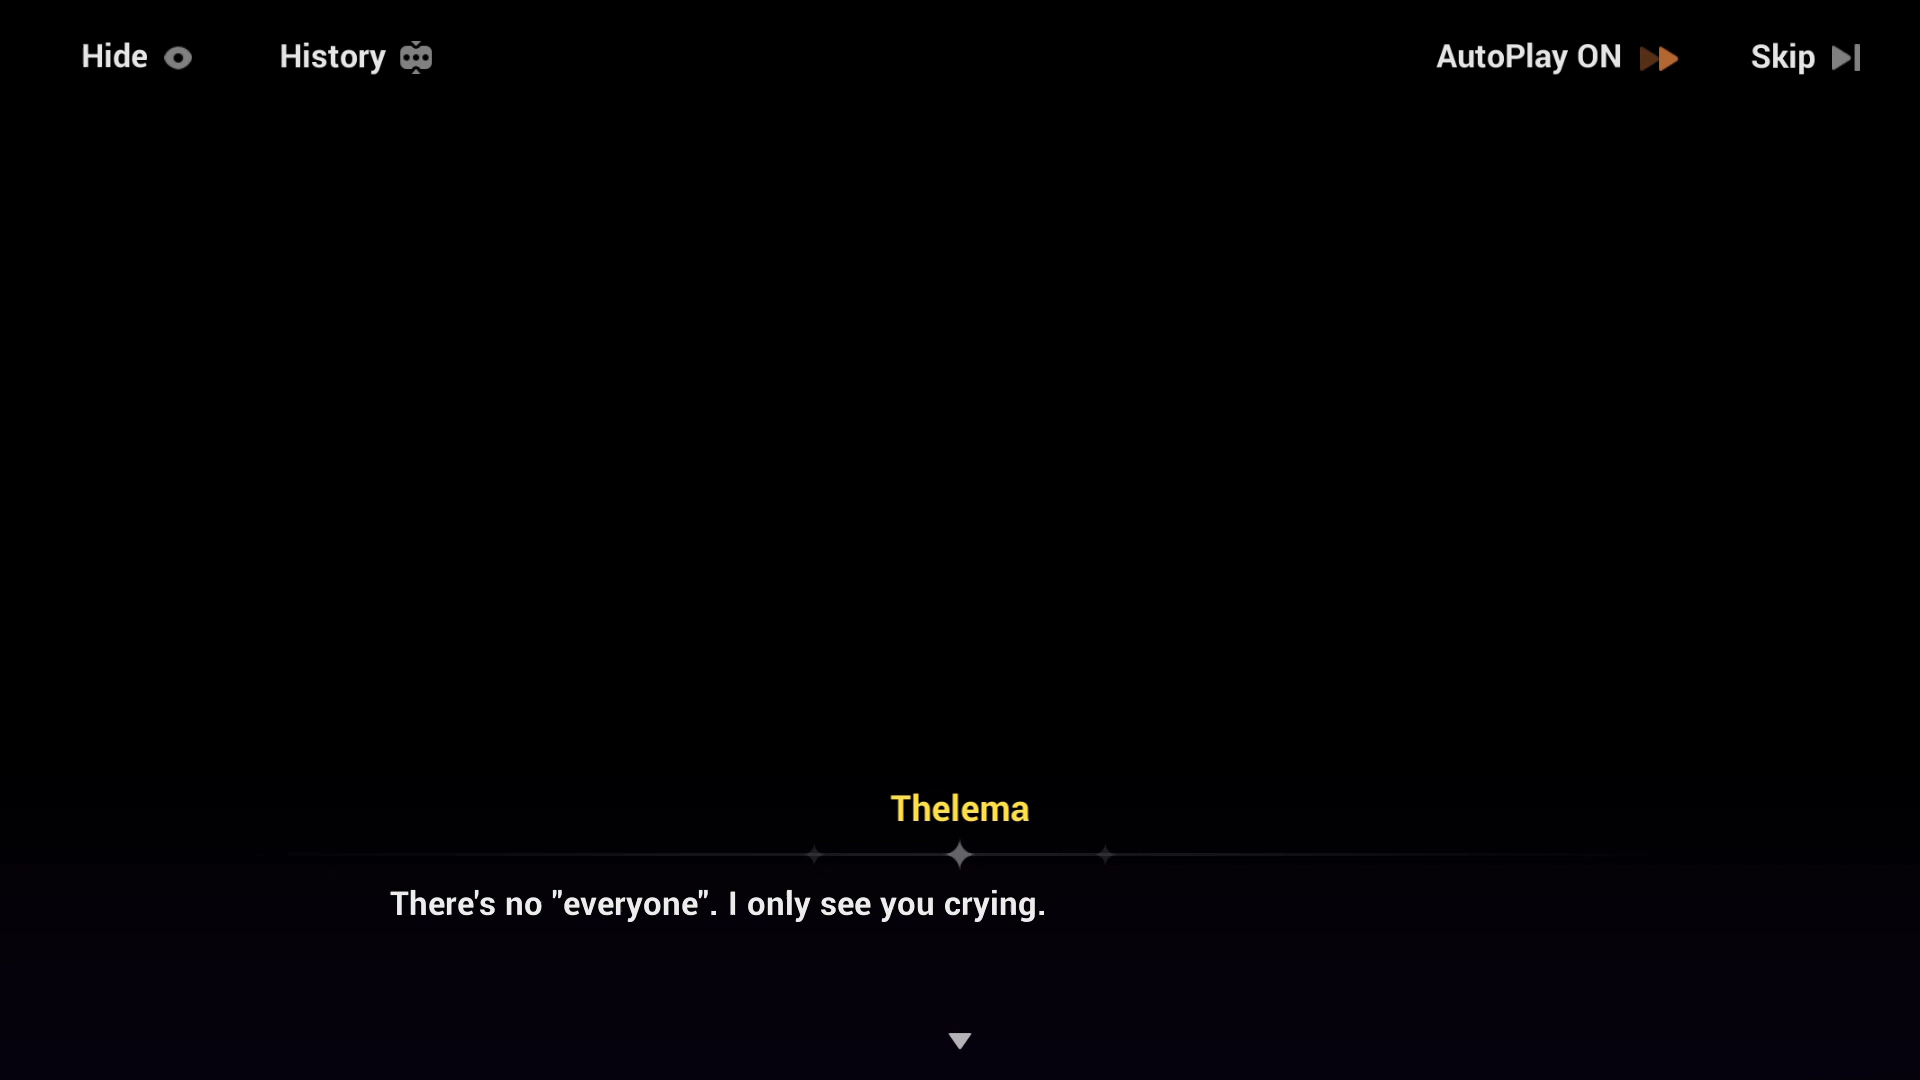 Hide
History
AutoPlay ON
Skip
Thelema
There's no "everyone". I only see you crying.